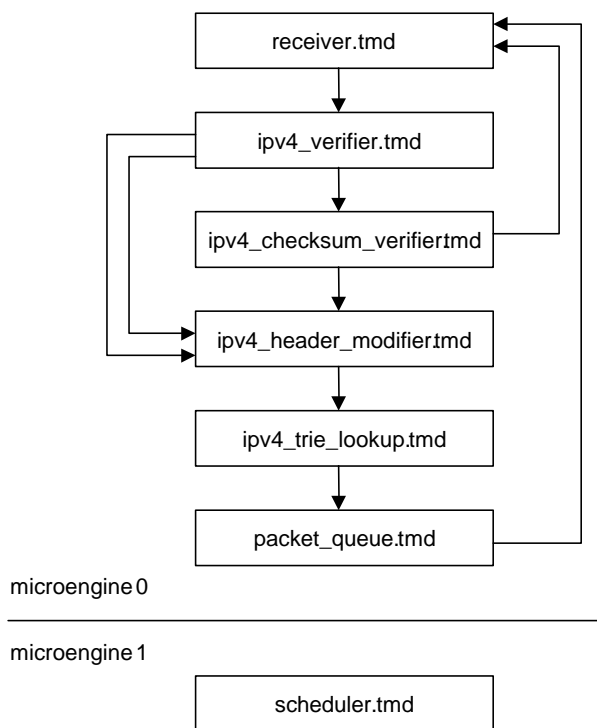 receiver.tmd
ipv4_verifier.tmd
ipv4_checksum_verifier.tmd
ipv4_header_modifier.tmd
ipv4_trie_lookup.tmd
packet_queue.tmd
microengine 0
microengine 1
scheduler.tmd